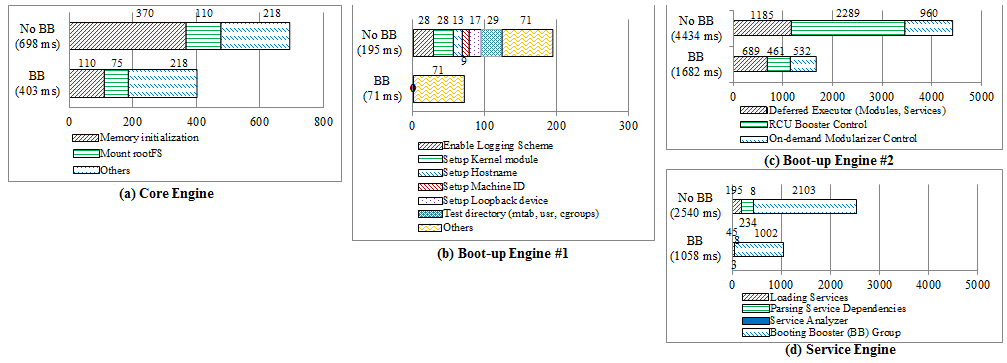 370 110 218
No BB
(698 ms)
110 75 218
BB
(403 ms)
0 200 400 600 800
Memory initialization
Mount rootFS
Others
(a) Core Engine
28 28 13 17 29 71
No BB
(195 ms)
9
71
BB
(71 ms)
0 100 200 300
Enable Logging Scheme
Setup Kernel module
Setup Hostname
Setup Machine ID
Setup Loopback device
Test directory (mtab, usr, cgroups)
Others
(b) Boot-up Engine #1
1185 2289 960
No BB
(4434 ms)
689 461 532
BB
(1682 ms)
0 1000 2000 3000 4000 5000
Deferred Executor (Modules, Services)
RCU Booster Control
On-demand Modularizer Control
(c) Boot-up Engine #2
195 8 2103
No BB
(2540 ms)
234
45 1002
BB
8
(1058 ms)
3
0 1000 2000 3000 4000 5000
Loading Services
Parsing Service Dependencies
Service Analyzer
Booting Booster (BB) Group
(d) Service Engine